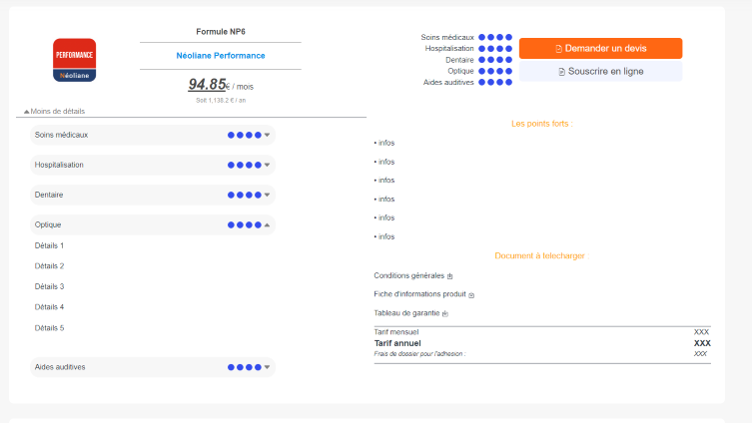 PERFORMANCE
Néoliane
Formule NP6
Néoliane Performance
94.85€ / mois
Soit 1,138.2 € / an
Soins médicaux
Hospitalisation
Dentaire
Optique
Aides auditives
Demander un devis
Souscrire en ligne
Moins de détails
Soins médicaux
Hospitalisation
Dentaire
Optique
Détails 1
Détails 2
Détails 3
Détails 4
Détails 5
Aides auditives
Les points forts :
• infos
• infos
• infos
• infos
• infos
• infos
Document à telecharger
Conditions générales
Fiche d'informations produit
Tableau de garantie
Tarif mensuel XXX
Tarif annuel XXX
Frais de dossier pour l'adhesion : XXX